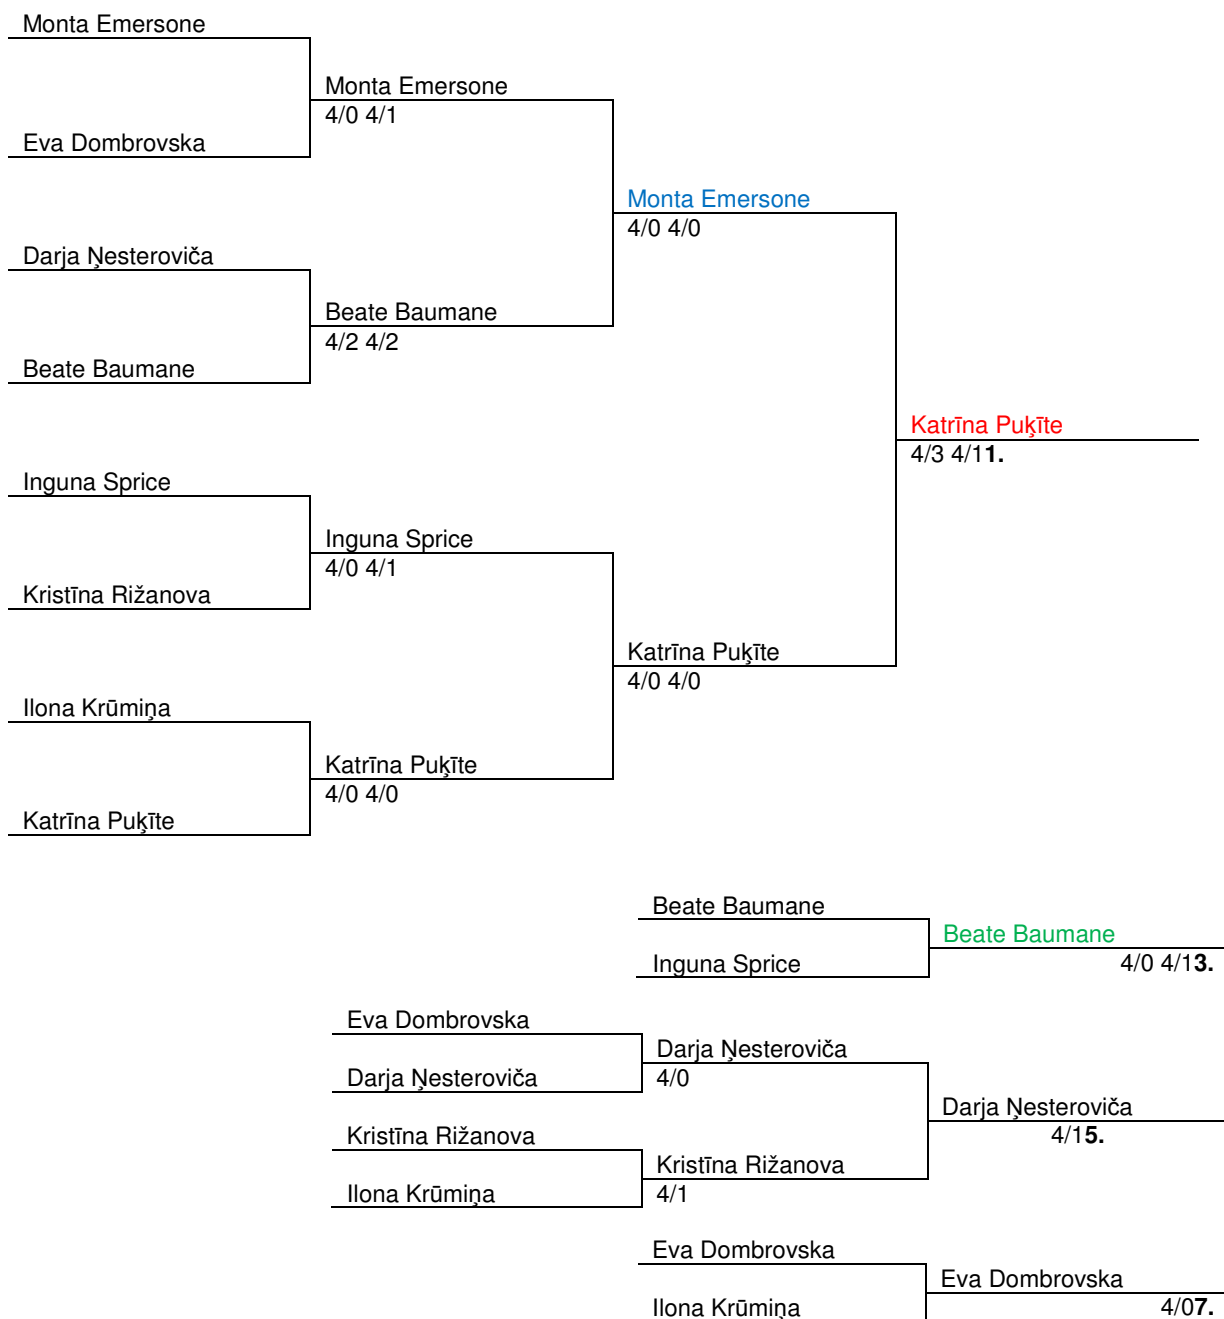 Monta Emersone
Monta Emersone
4/0 4/1
Eva Dombrovska
Monta Emersone
4/0 4/0
Darja Ņesteroviča
Beate Baumane
4/2 4/2
Beate Baumane
Katrīna Puķīte
4/3 4/11.
Inguna Sprice
Inguna Sprice
4/0 4/1
Kristīna Rižanova
Katrīna Puķīte
4/0 4/0
Ilona Krūmiņa
Katrīna Puķīte
4/0 4/0
Katrīna Puķīte
Beate Baumane
Beate Baumane
Inguna Sprice
4/0 4/13.
Eva Dombrovska
Darja Ņesteroviča
Darja Ņesteroviča
4/0
Darja Ņesteroviča
4/15.
Kristīna Rižanova
Kristīna Rižanova
Ilona Krūmiņa
4/1
Eva Dombrovska
Eva Dombrovska
Ilona Krūmiņa
4/07.